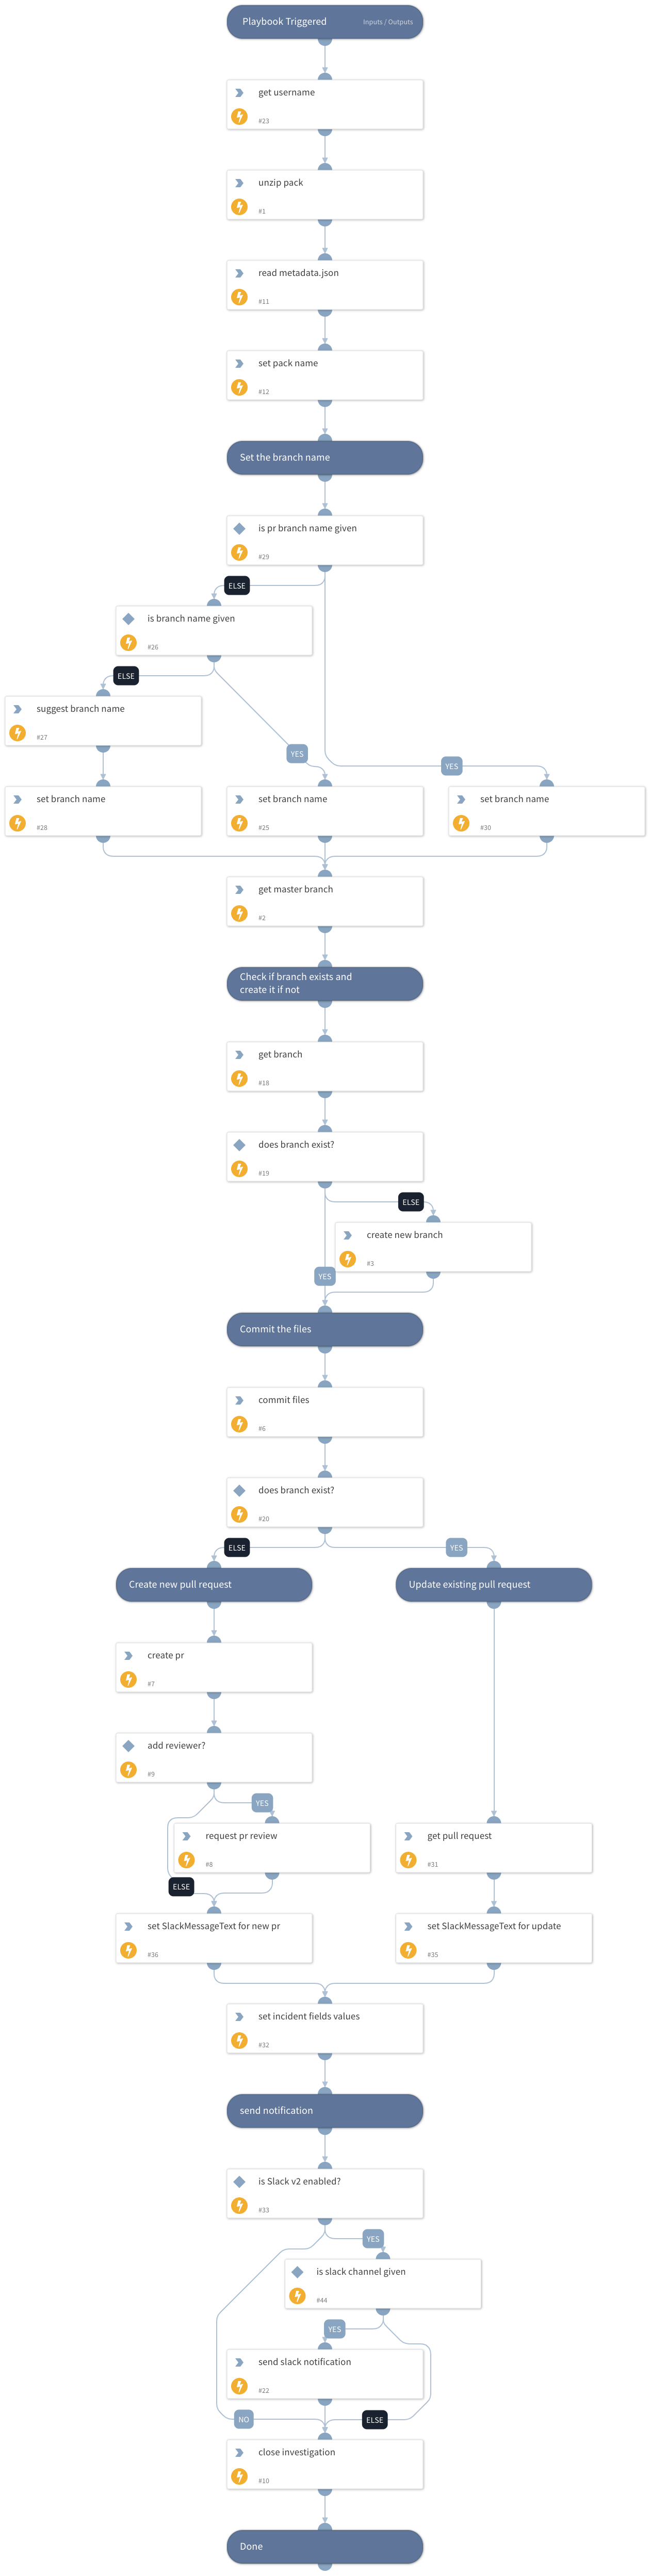 Playbook Triggered
Inputs / Outputs
get username
#23
unzip pack
#1
read metadata.json
#11
set pack name
#12
Set the branch name
is pr branch name given
#29
ELSE
is branch name given
#26
ELSE
suggest branch name
#27
YES
YES
set branch name
#28
set branch name
#25
set branch name
#30
get master branch
#2
Check if branch exists and
create it if not
get branch
#18
does branch exist?
#19
ELSE
create new branch
#3
YES
Commit the files
commit files
#6
does branch exist?
#20
ELSE
YES
Create new pull request
Update existing pull request
create pr
#7
add reviewer?
#9
YES
request pr review
#8
get pull request
#31
ELSE
set SlackMessageText for new pr
#36
set SlackMessageText for update
#35
set incident fields values
#32
send notification
is Slack v2 enabled?
#33
YES
is slack channel given
#44
YES
send slack notification
#22
NO
ELSE
close investigation
#10
Done